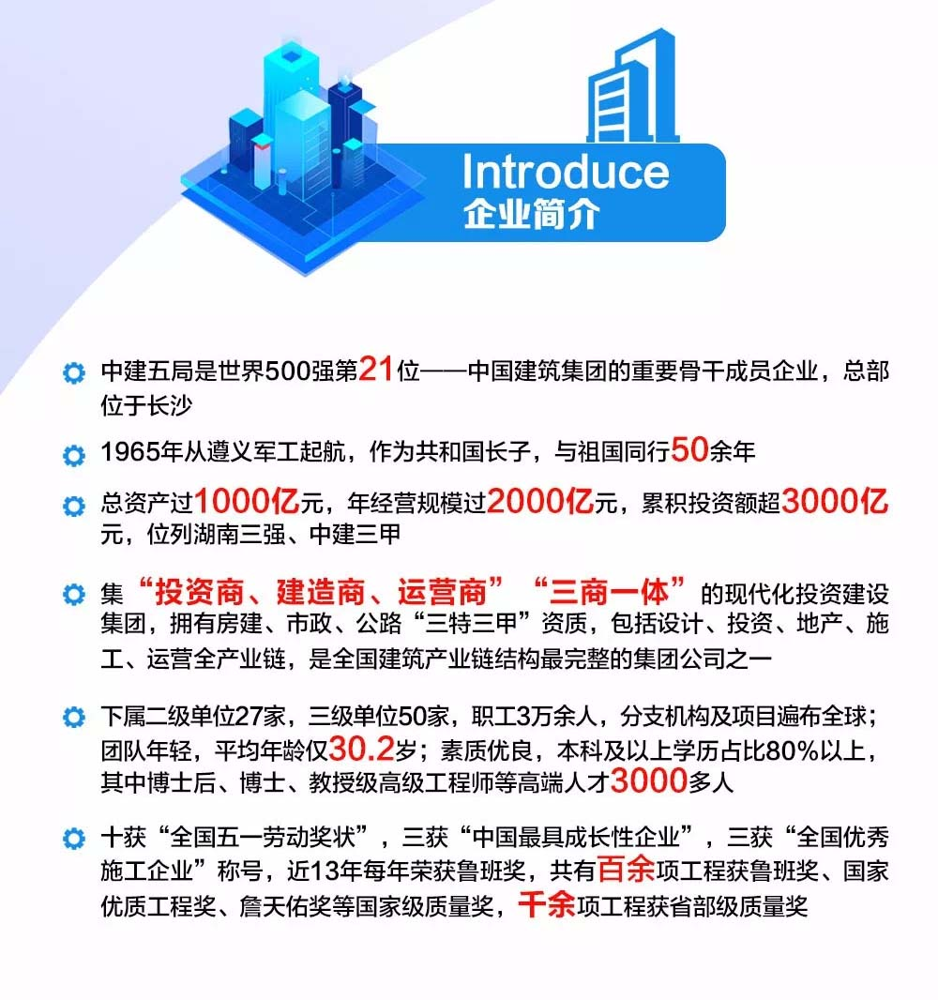 Introduce
企业简介
中建五局是世界500强第21位——中国建筑集团的重要骨干成员企业，总部
位于长沙
1965年从遵义军工起航，作为共和国长子，与祖国同行50余年
总资产过1000亿元，年经营规模过2000亿元，累积投资额超3000亿
元，位列湖南三强、中建三甲
集“投资商、建造商、运营商”“三商一体”的现代化投资建设
集团，拥有房建、市政、公路“三特三甲”资质，包括设计、投资、地产、施
工、运营全产业链，是全国建筑产业链结构最完整的集团公司之一
下属二级单位27家，三级单位50家，职工3万余人，分支机构及项目遍布全球；
团队年轻，平均年龄仅30.2岁；素质优良，本科及以上学历占比80%以上，
其中博士后、博士、教授级高级工程师等高端人才3000多人
十获“全国五一劳动奖状”，三获“中国最具成长性企业”，三获“全国优秀
施工企业”称号，近13年每年荣获鲁班奖，共有百余项工程获鲁班奖、国家
优质工程奖、詹天佑奖等国家级质量奖，千余项工程获省部级质量奖